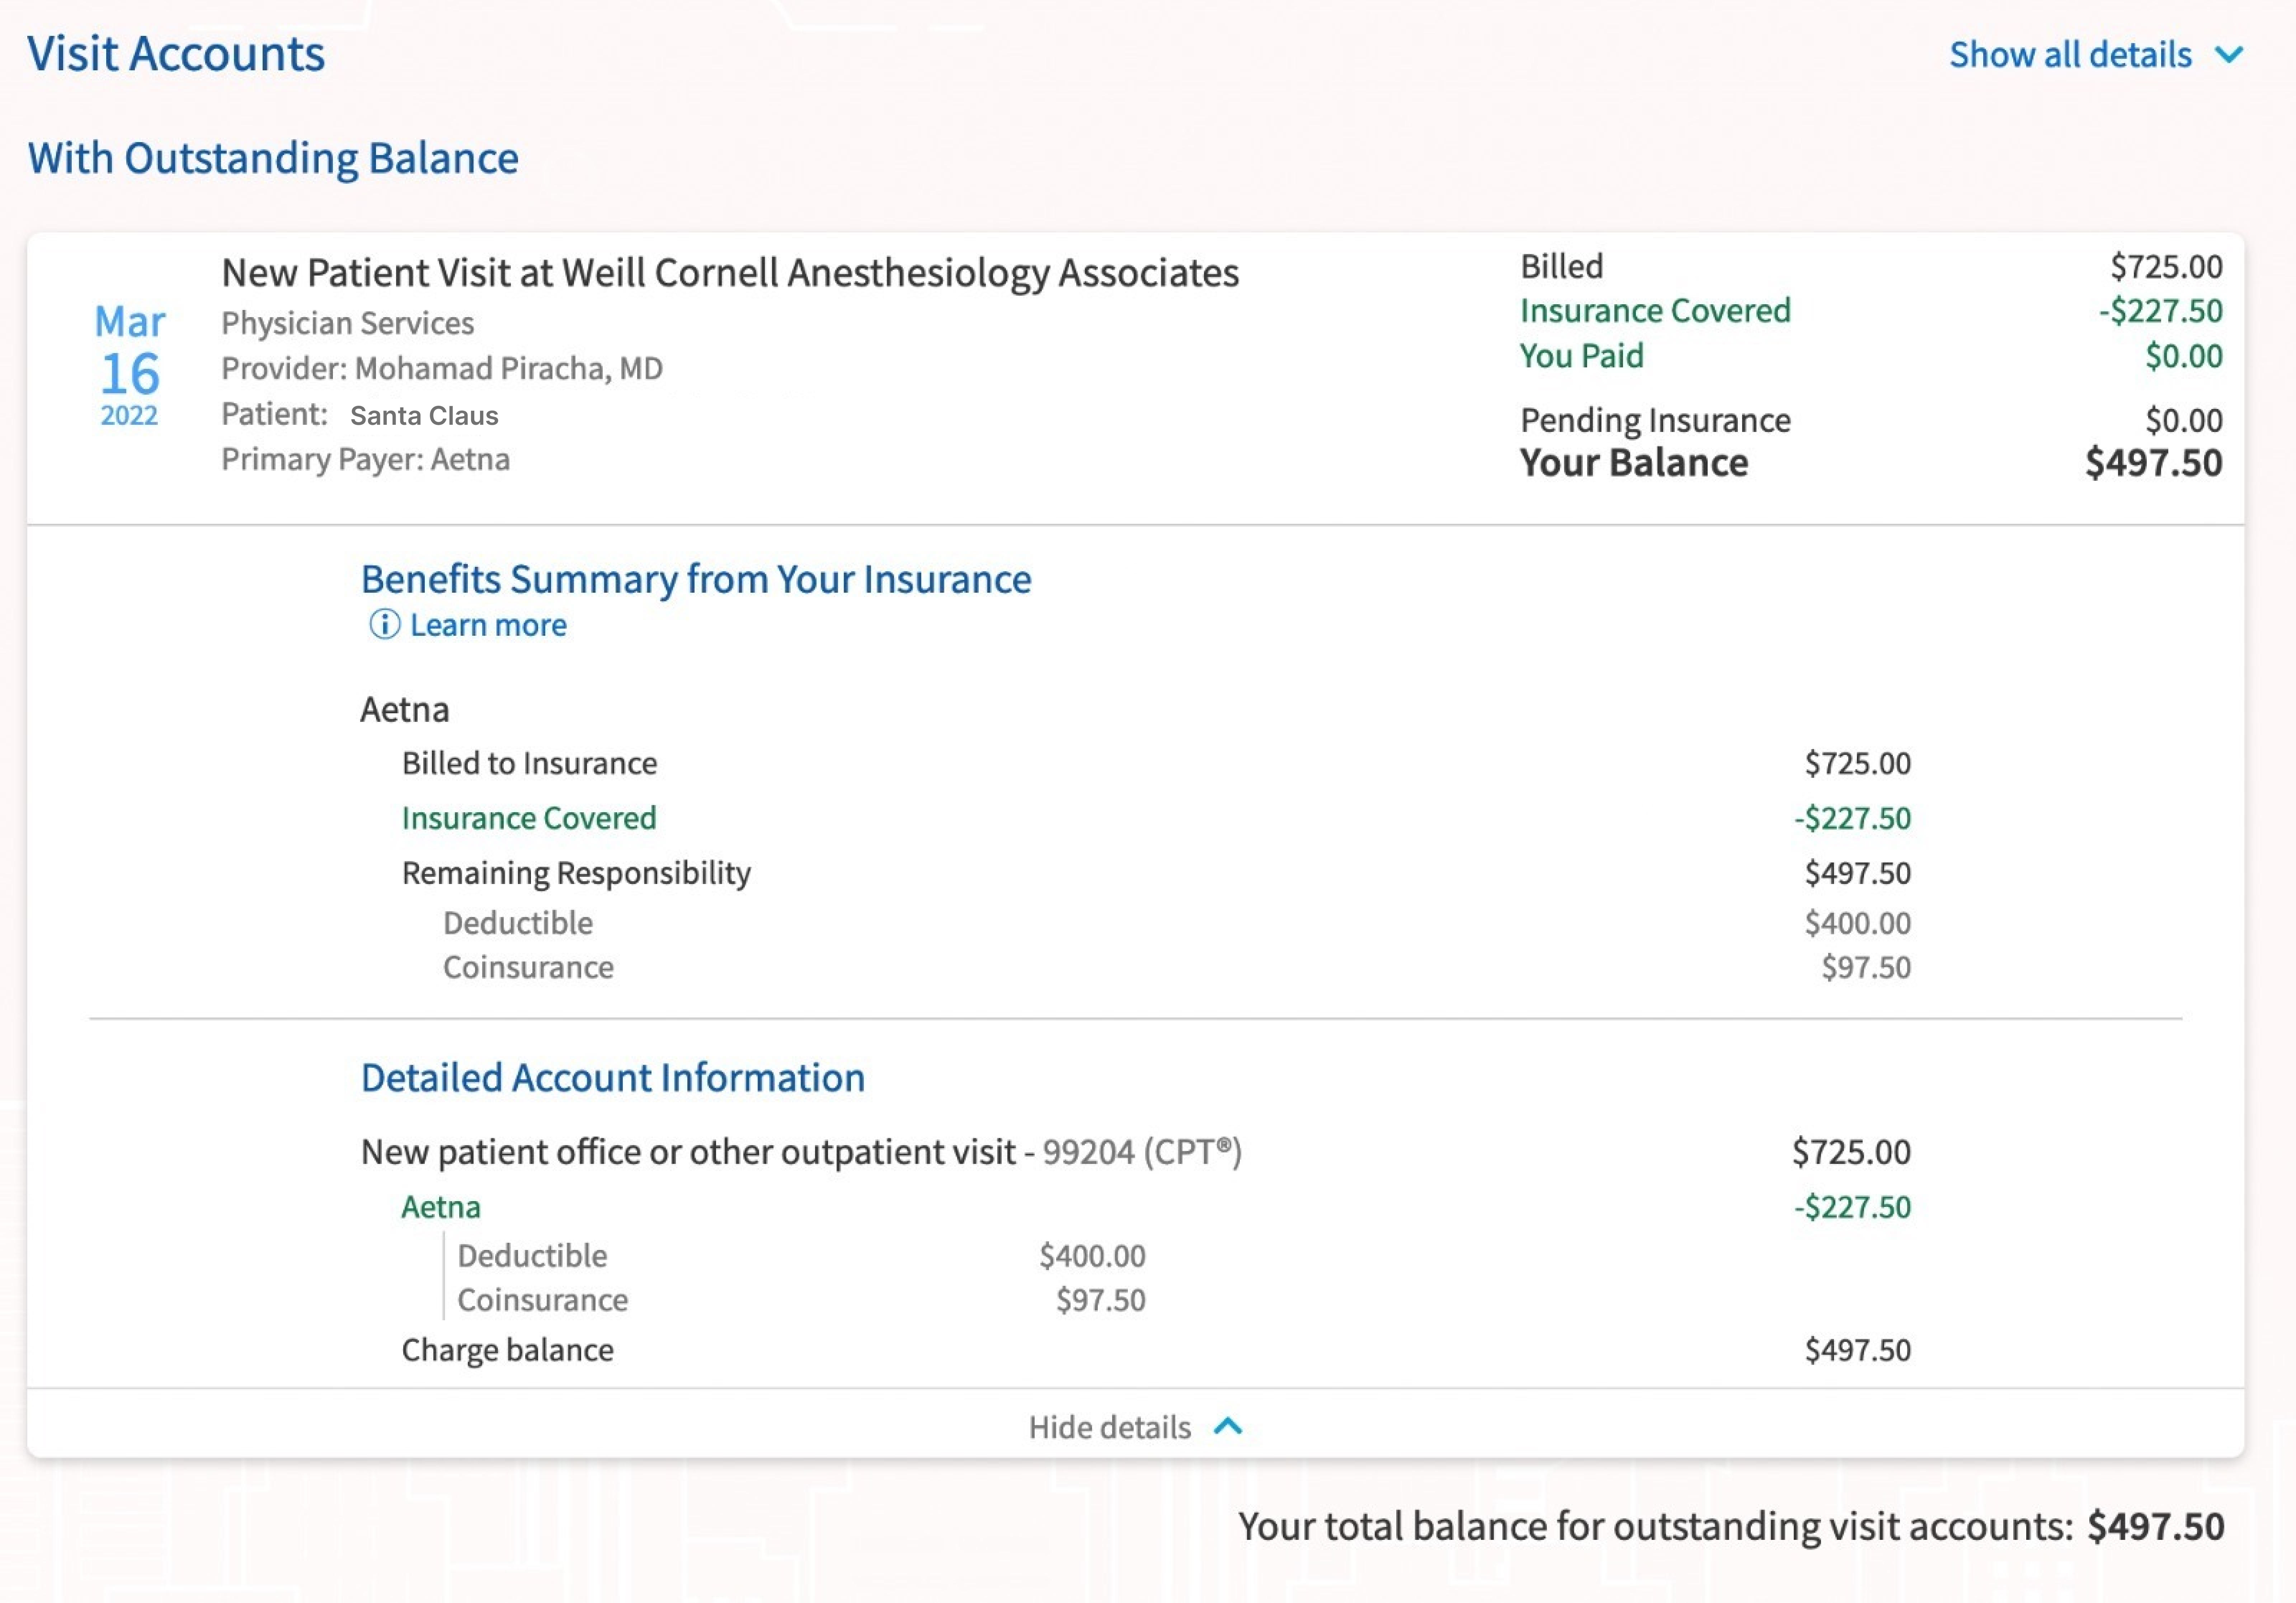 Visit Accounts
Show all details
With Outstanding Balance
Mar
16
2022
New Patient Visit at Weill Cornell Anesthesiology Associates
Physician Services
Provider: Mohamad Piracha, MD
Patient: Santa Claus
Primary Payer: Aetna
Billed $725.00
Insurance Covered -$227.50
You Paid $0.00
Pending Insurance $0.00
Your Balance $497.50
Benefits Summary from Your Insurance
Learn more
Aetna
Billed to Insurance $725.00
Insurance Covered -$227.50
Remaining Responsibility $497.50
Deductible $400.00
Coinsurance $97.50
Detailed Account Information
New patient office or other outpatient visit - 99204 (CPT®) $725.00
Aetna -$227.50
Deductible $400.00
Coinsurance $97.50
Charge balance $497.50
Hide details
Your total balance for outstanding visit accounts: $497.50